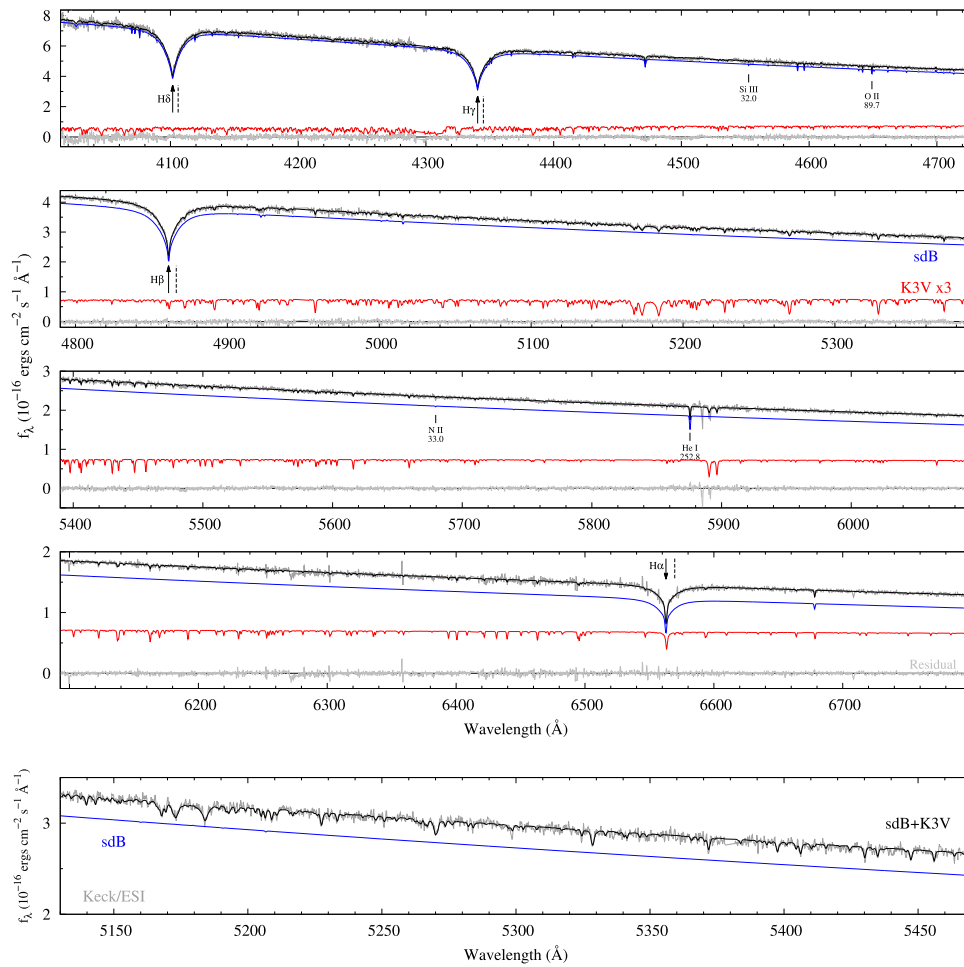 8
6
4
2
0
Hδ
Hγ
Si III
32.0
O II
89.7
4100 4200 4300 4400 4500 4600 4700
4
3
2
1
0
Hβ
sdB
K3V x3
4800 4900 5000 5100 5200 5300
f_λ (10⁻¹⁶ ergs cm⁻² s⁻¹ Å⁻¹)
3
2
1
0
N II
33.0
He I
252.8
5400 5500 5600 5700 5800 5900 6000
2
1
0
Hα
Residual
6200 6300 6400 6500 6600 6700
Wavelength (Å)
f_λ (10⁻¹⁶ ergs cm⁻² s⁻¹ Å⁻¹)
3
2
sdB
sdB+K3V
Keck/ESI
5150 5200 5250 5300 5350 5400 5450
Wavelength (Å)